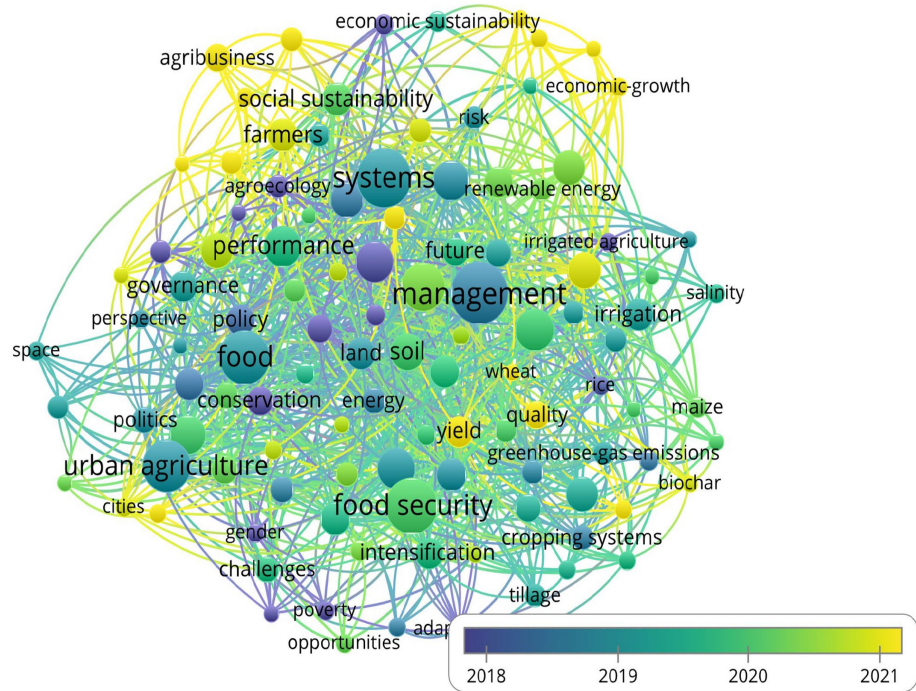 economic sustainability
agribusiness
economic-growth
social sustainability
risk
farmers
systems
agroecology
renewable energy
performance
future
irrigated agriculture
governance
management
salinity
perspective
policy
irrigation
space
food
land
soil
wheat
rice
conservation
energy
maize
politics
quality
yield
urban agriculture
greenhouse-gas emissions
biochar
cities
food security
gender
cropping systems
intensification
challenges
tillage
poverty
adap
opportunities
2018
2019
2020
2021